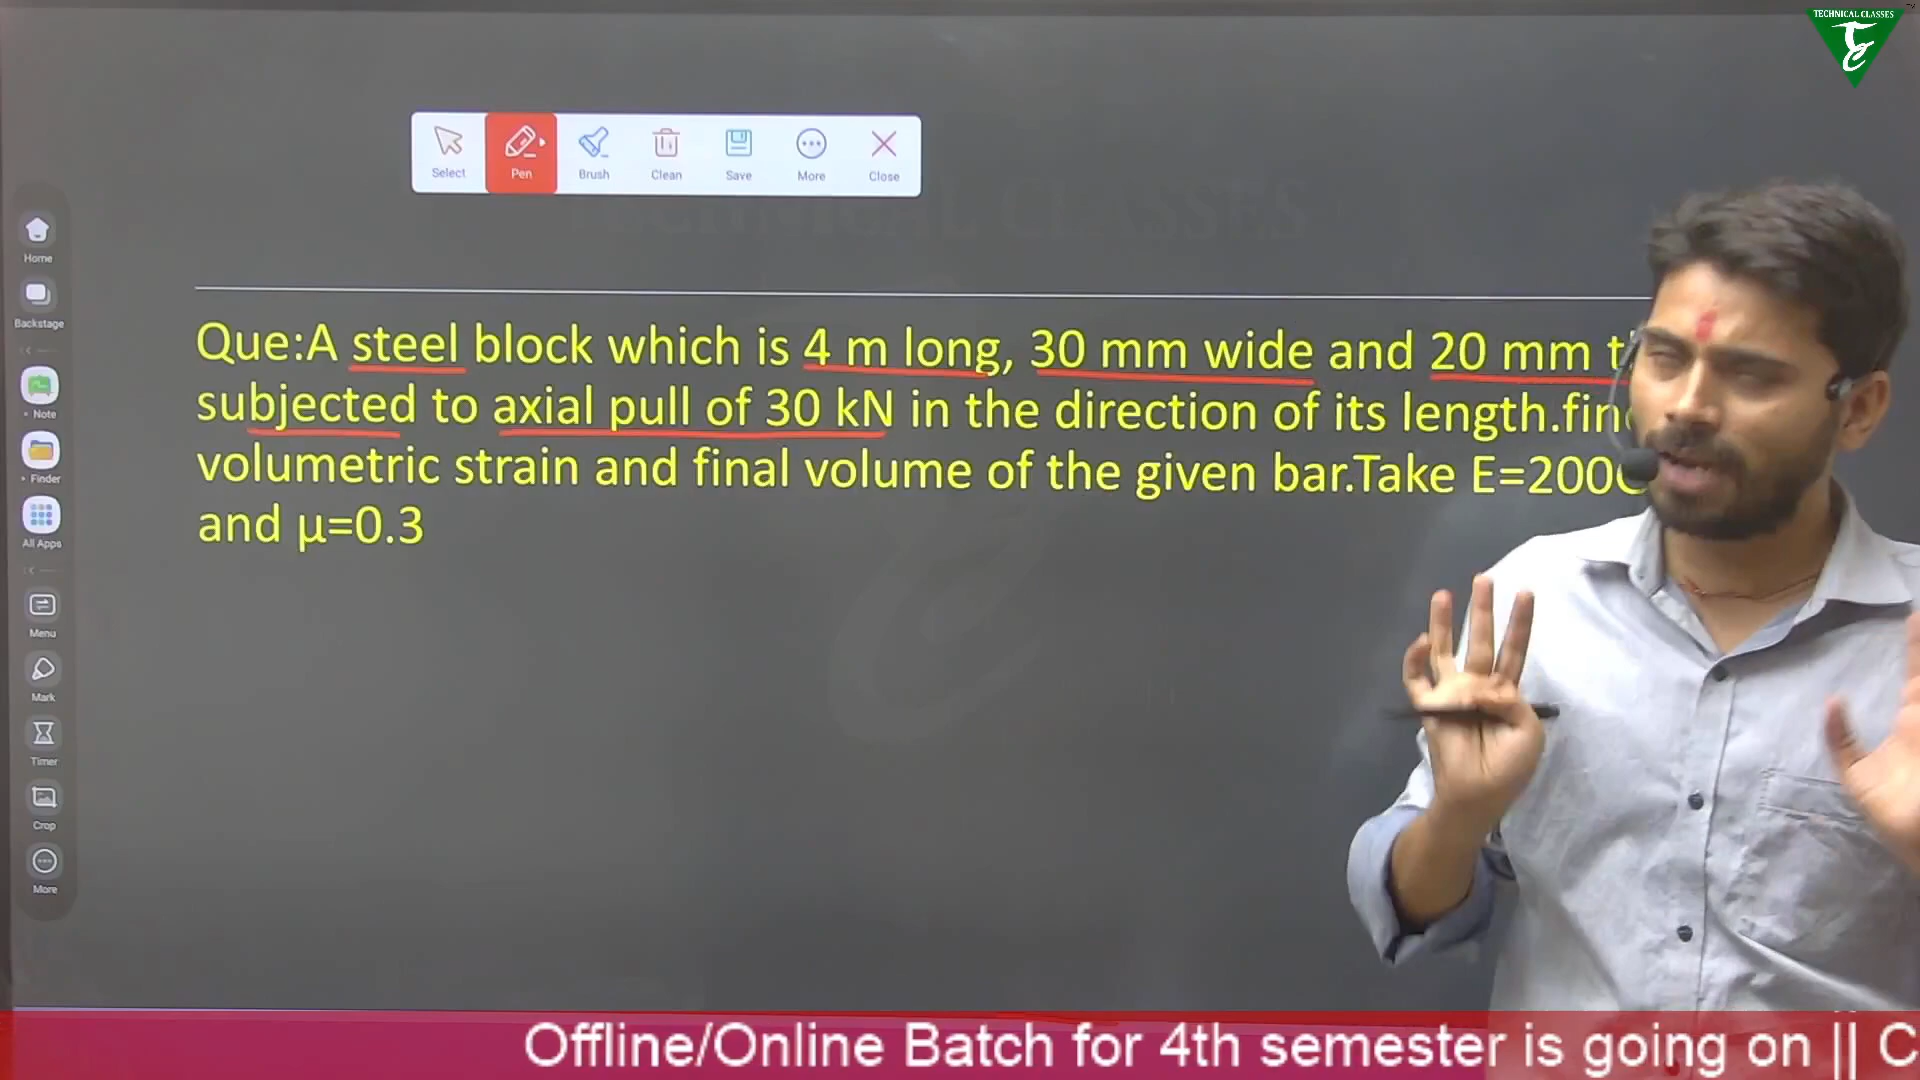 TECHNICAL CLASSES
Select
Pen
Brush
Clean
Save
More
Close
TECHNICAL CLASSES
Home
Backstage
Note
Finder
All Apps
Menu
Mark
Timer
Crop
More
Que:A steel block which is 4 m long, 30 mm wide and 20 mm
subjected to axial pull of 30 kN in the direction of its length.fin
volumetric strain and final volume of the given bar.Take E=200
and μ=0.3
Offline/Online Batch for 4th semester is going on || C